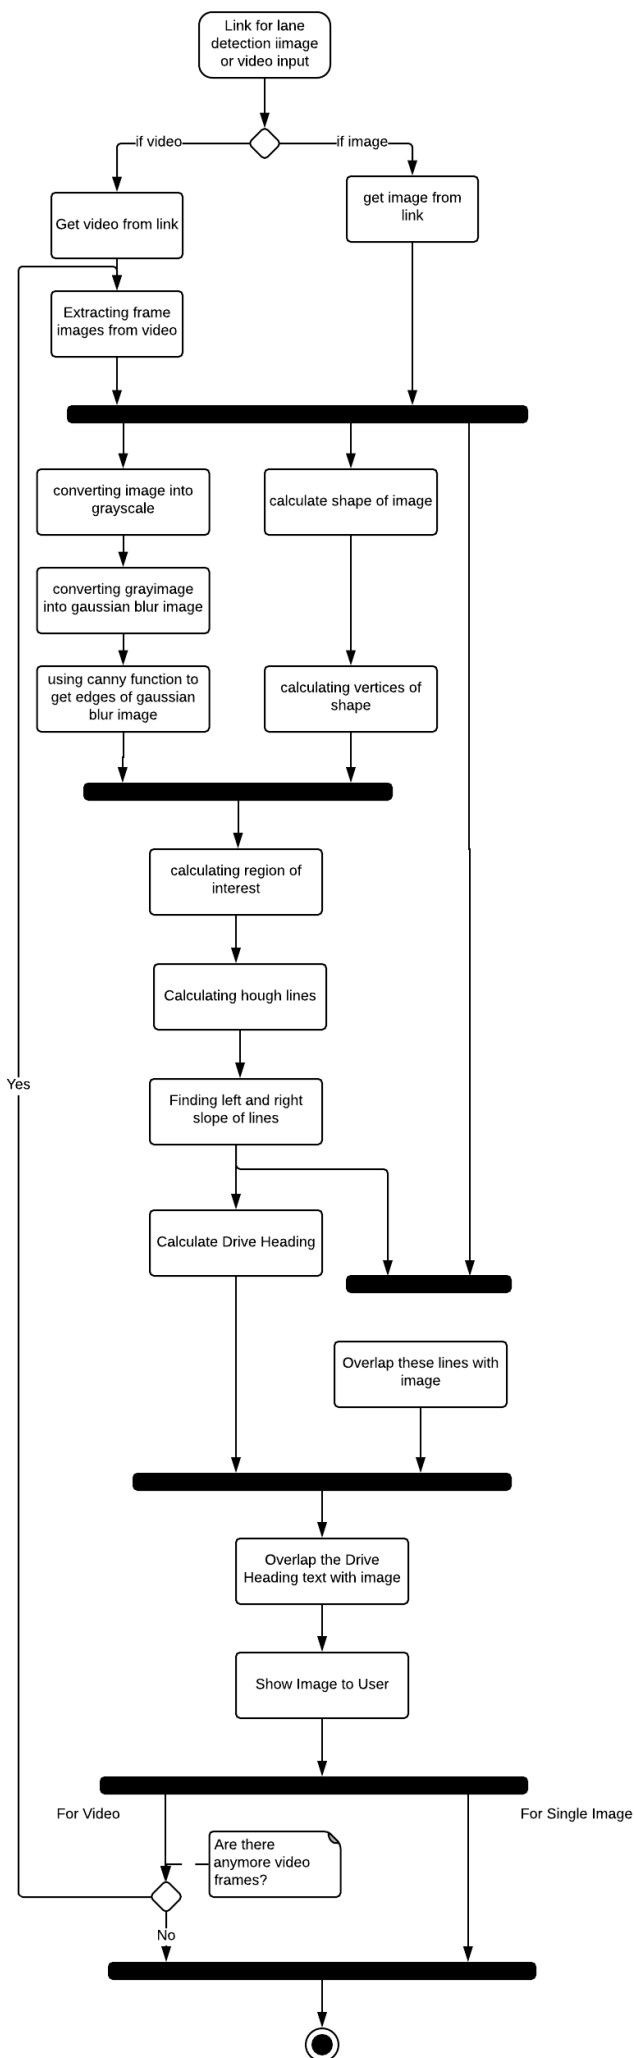 Link for lane
detection iimage
or video input
if video
if image
get image from
link
Get video from link
Extracting frame
images from video
converting image into
grayscale
calculate shape of image
converting grayimage
into gaussian blur image
using canny function to
get edges of gaussian
blur image
calculating vertices of
shape
calculating region of
interest
Calculating hough lines
Yes
Finding left and right
slope of lines
Calculate Drive Heading
Overlap these lines with
image
Overlap the Drive
Heading text with image
Show Image to User
For Video
For Single Image
Are there
anymore video
frames?
No